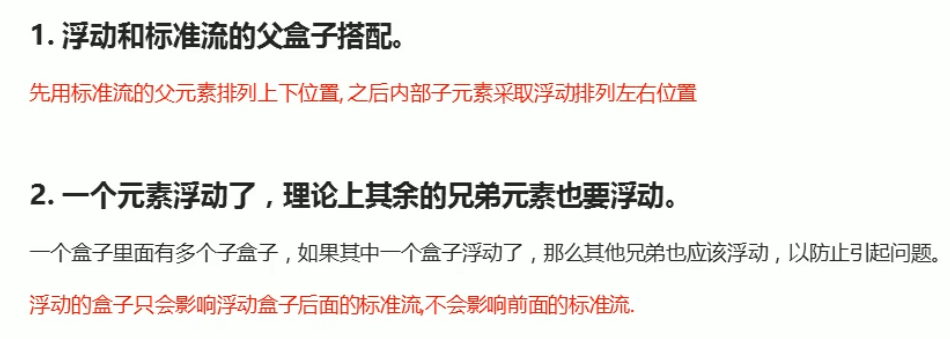 1. 浮动和标准流的父盒子搭配。
先用标准流的父元素排列上下位置, 之后内部子元素采取浮动排列左右位置
2. 一个元素浮动了，理论上其余的兄弟元素也要浮动。
一个盒子里面有多个子盒子，如果其中一个盒子浮动了，那么其他兄弟也应该浮动，以防止引起问题。
浮动的盒子只会影响浮动盒子后面的标准流,不会影响前面的标准流.